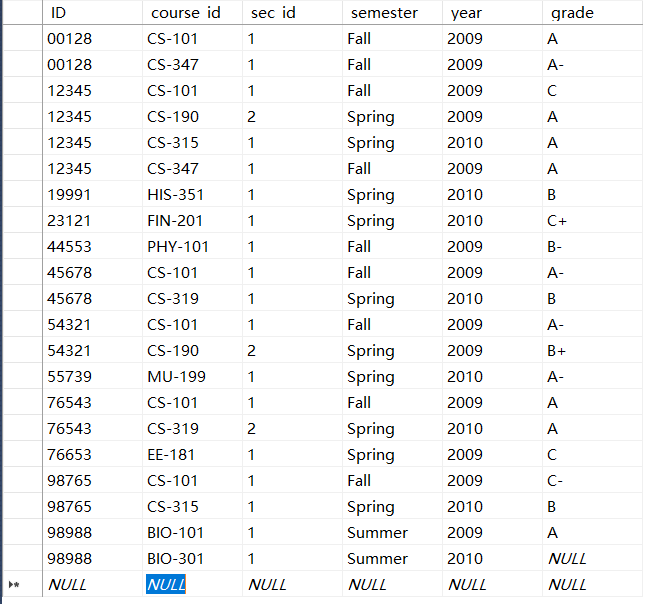 ID course_id sec_id semester year grade
00128 CS-101 1 Fall 2009 A
00128 CS-347 1 Fall 2009 A-
12345 CS-101 1 Fall 2009 C
12345 CS-190 2 Spring 2009 A
12345 CS-315 1 Spring 2010 A
12345 CS-347 1 Fall 2009 A
19991 HIS-351 1 Spring 2010 B
23121 FIN-201 1 Spring 2010 C+
44553 PHY-101 1 Fall 2009 B-
45678 CS-101 1 Fall 2009 A-
45678 CS-319 1 Spring 2010 B
54321 CS-101 1 Fall 2009 A-
54321 CS-190 2 Spring 2009 B+
55739 MU-199 1 Spring 2010 A-
76543 CS-101 1 Fall 2009 A
76543 CS-319 2 Spring 2010 A
76653 EE-181 1 Spring 2009 C
98765 CS-101 1 Fall 2009 C-
98765 CS-315 1 Spring 2010 B
98988 BIO-101 1 Summer 2009 A
98988 BIO-301 1 Summer 2010 NULL
NULL NULL NULL NULL NULL NULL